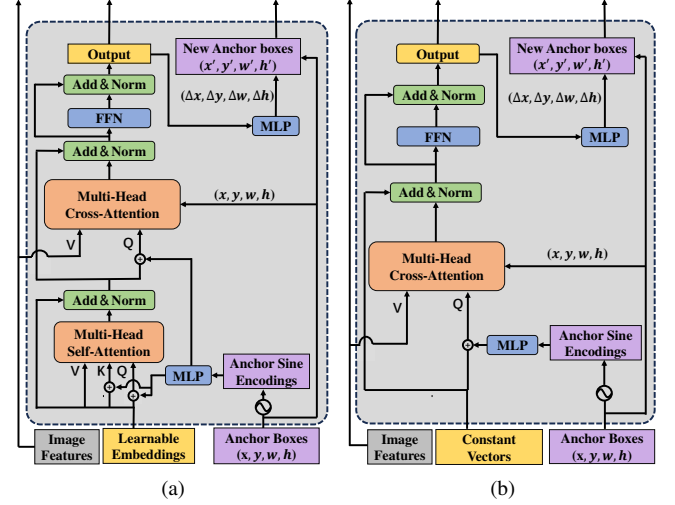 Output
New Anchor boxes
(x′, y′, w′, h′)
Add & Norm
(Δx, Δy, Δw, Δh)
FFN
MLP
Add & Norm
Multi-Head
Cross-Attention
(x, y, w, h)
V
Q
Add & Norm
Multi-Head
Self-Attention
V
K
Q
MLP
Anchor Sine
Encodings
Image
Features
Learnable
Embeddings
Anchor Boxes
(x, y, w, h)
(a)
Output
New Anchor boxes
(x′, y′, w′, h′)
Add & Norm
(Δx, Δy, Δw, Δh)
FFN
MLP
Add & Norm
Multi-Head
Cross-Attention
(x, y, w, h)
V
Q
MLP
Anchor Sine
Encodings
Image
Features
Constant
Vectors
Anchor Boxes
(x, y, w, h)
(b)